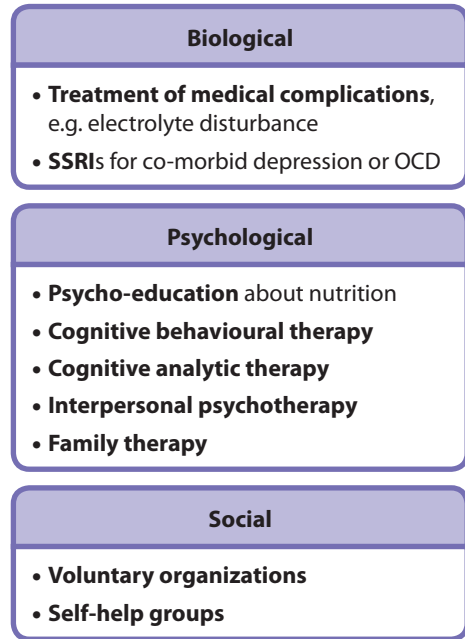 Biological
• Treatment of medical complications,
e.g. electrolyte disturbance
• SSRIs for co-morbid depression or OCD
Psychological
• Psycho-education about nutrition
• Cognitive behavioural therapy
• Cognitive analytic therapy
• Interpersonal psychotherapy
• Family therapy
Social
• Voluntary organizations
• Self-help groups